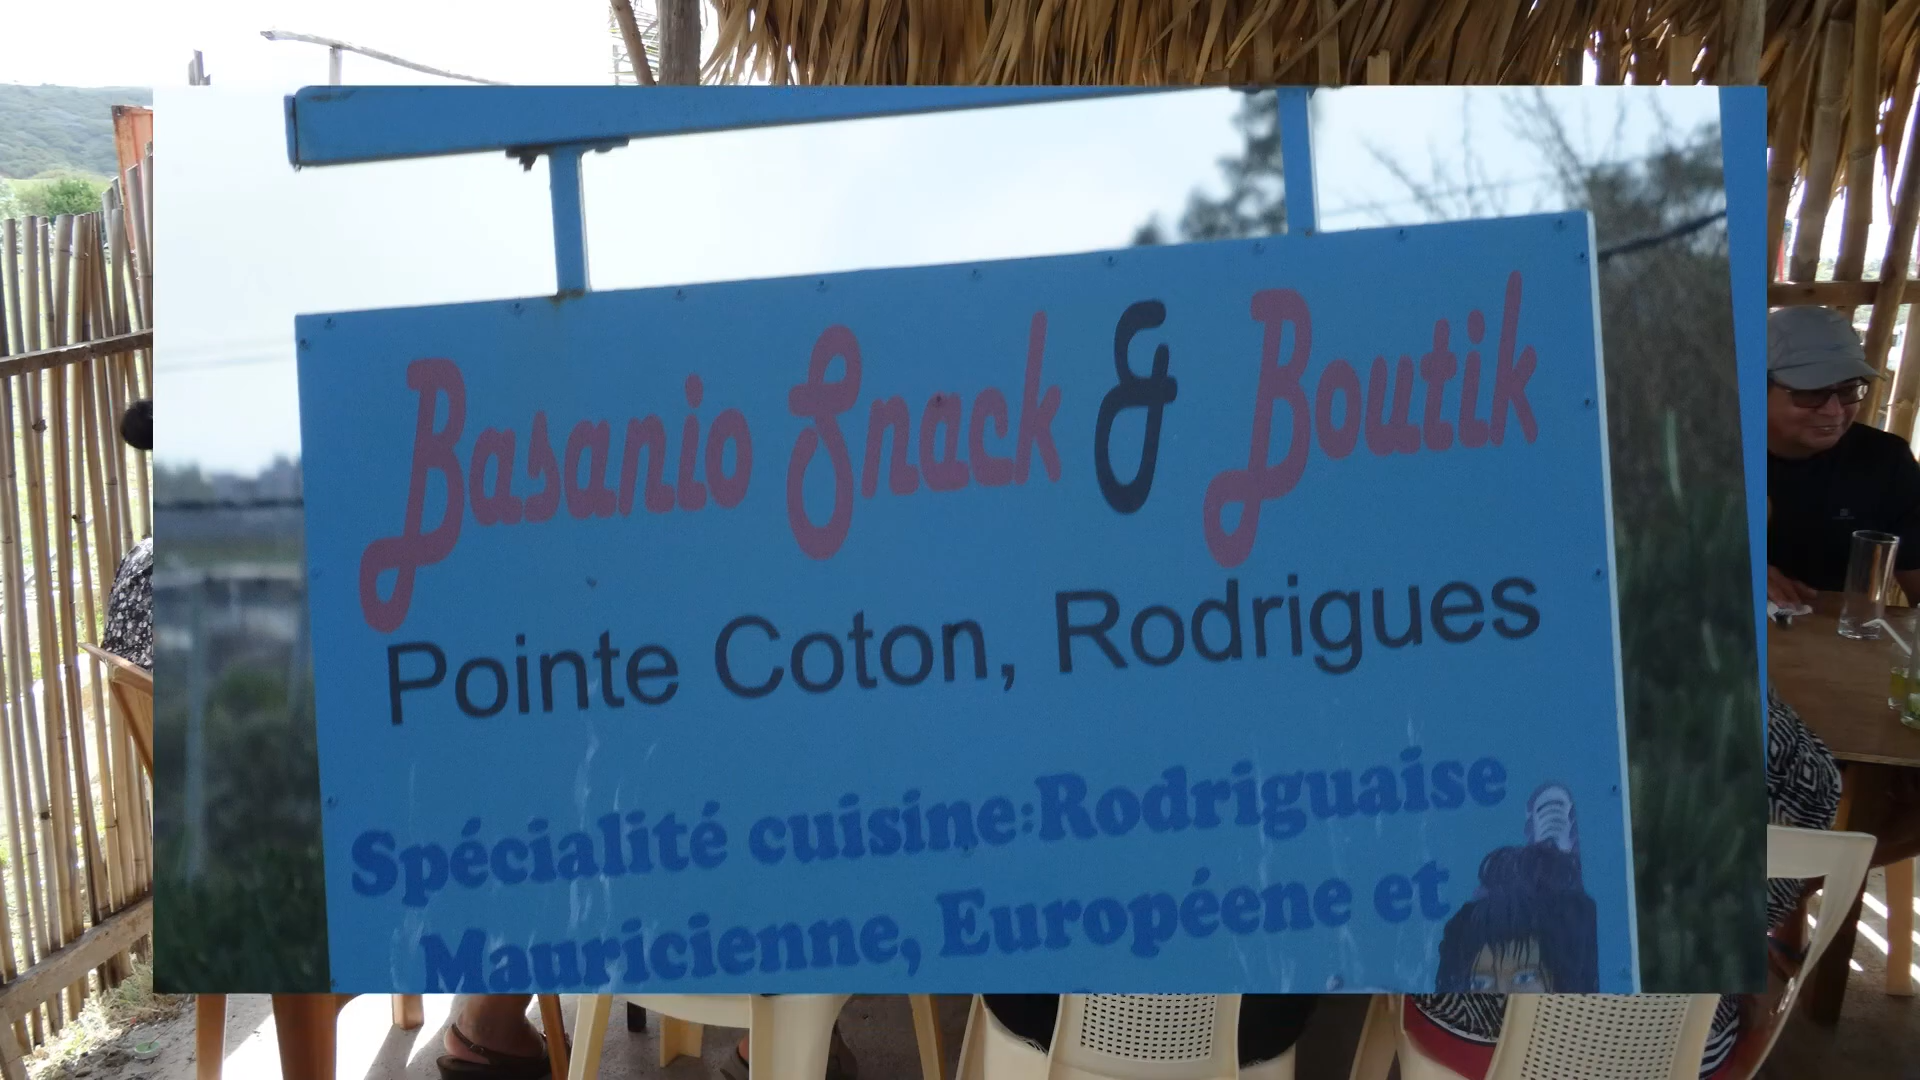 Basanio Snack & Boutik
Pointe Coton, Rodrigues
Spécialité cuisine:Rodriguaise
Mauricienne, Européene et